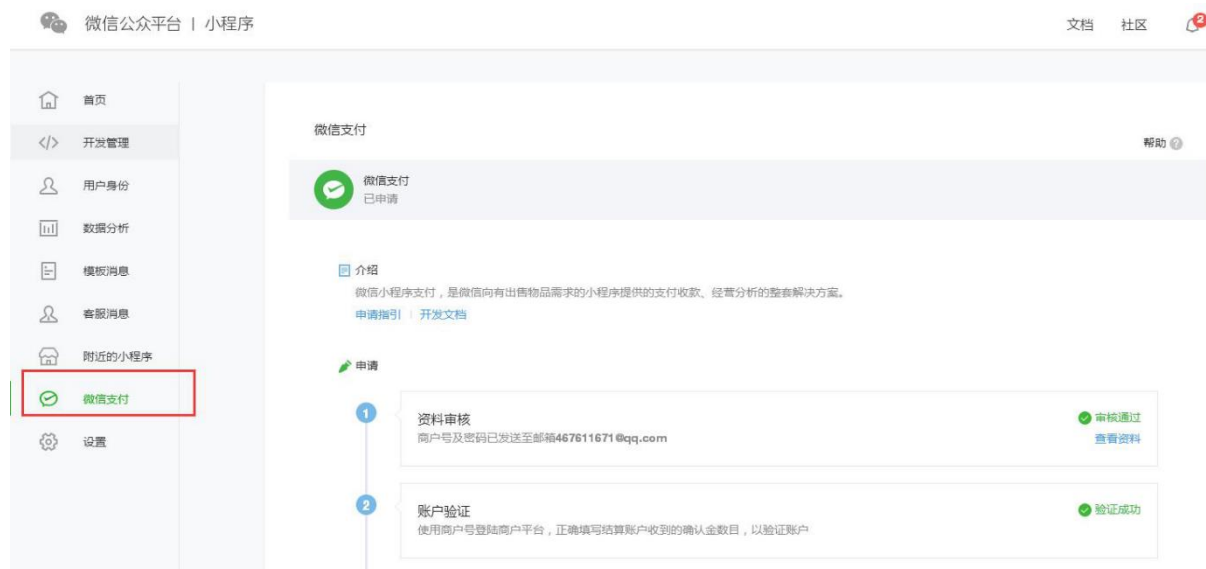 微信公众平台 | 小程序
文档 社区 2
首页
</> 开发管理
用户身份
数据分析
模板消息
客服消息
附近的小程序
微信支付
设置
微信支付
帮助
微信支付
已申请
介绍
微信小程序支付，是微信向有出售物品需求的小程序提供的支付收款、经营分析的整套解决方案。
申请指引 | 开发文档
申请
1
资料审核
商户号及密码已发送至邮箱467611671@qq.com
审核通过
查看资料
2
账户验证
使用商户号登陆商户平台，正确填写结算账户收到的确认金数目，以验证账户
验证成功